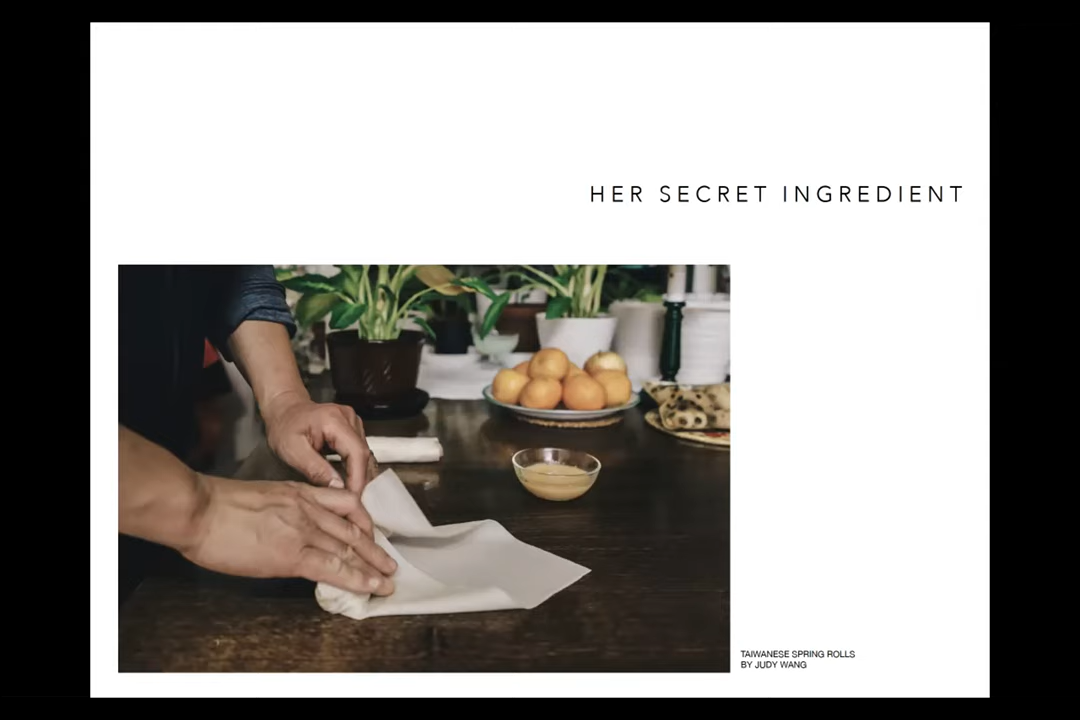 HER SECRET INGREDIENT
TAIWANESE SPRING ROLLS
BY JUDY WANG